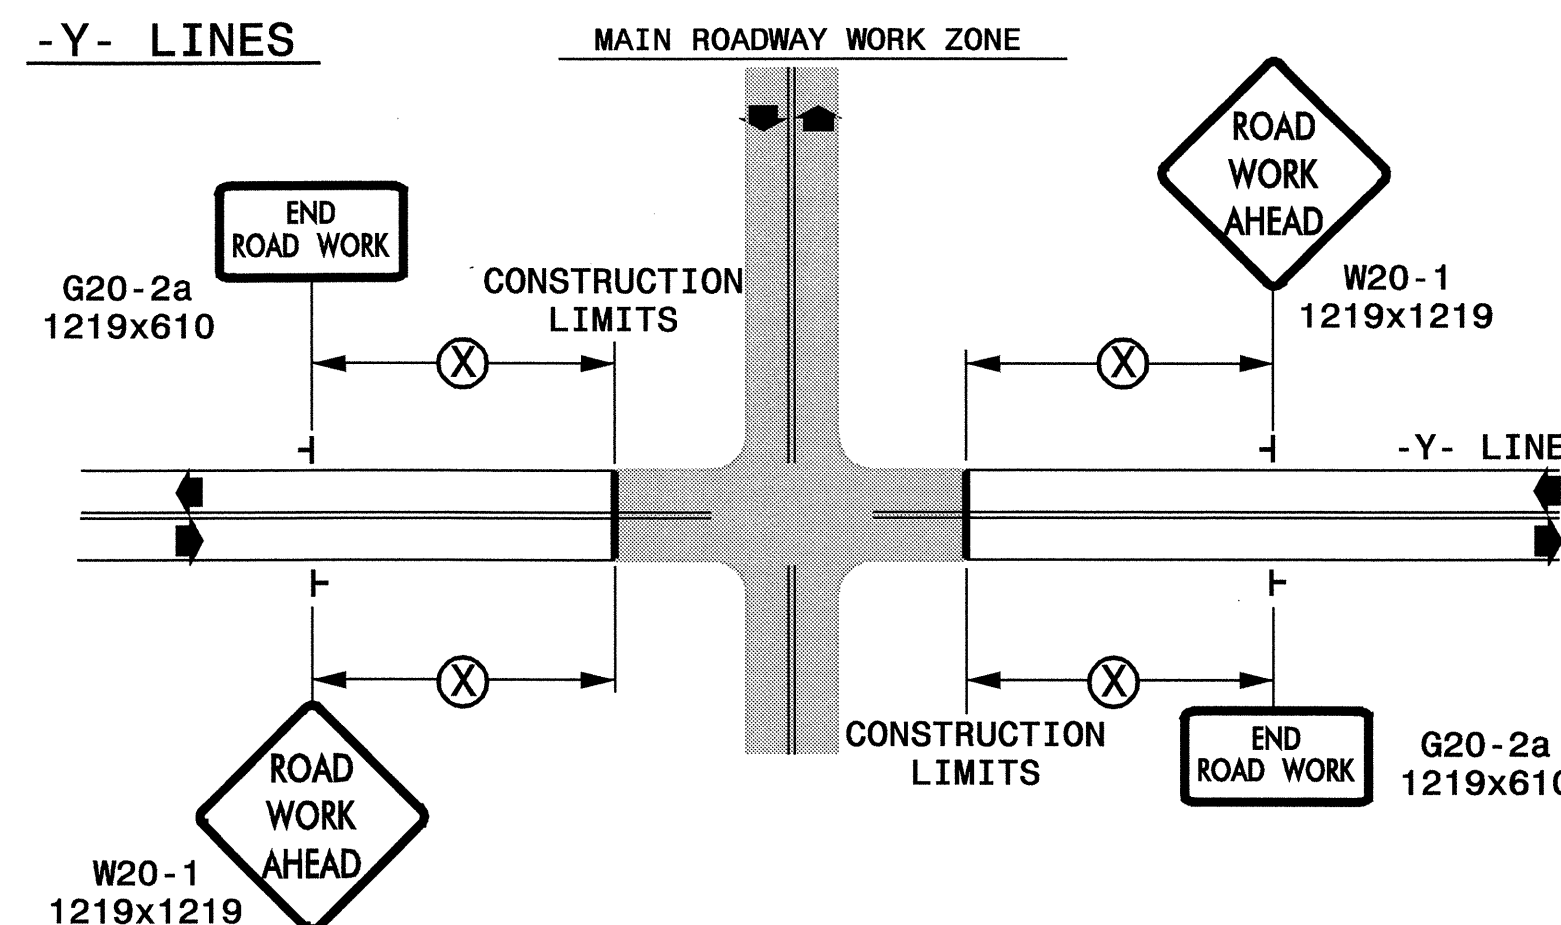 -Y- LINES
MAIN ROADWAY WORK ZONE
ROAD
WORK
AHEAD
END
ROAD WORK
G20-2a
1219x610
CONSTRUCTION
LIMITS
W20-1
1219x1219
X
X
-Y- LINE
X
X
CONSTRUCTION
LIMITS
END
ROAD WORK
G20-2a
1219x610
ROAD
WORK
AHEAD
W20-1
1219x1219